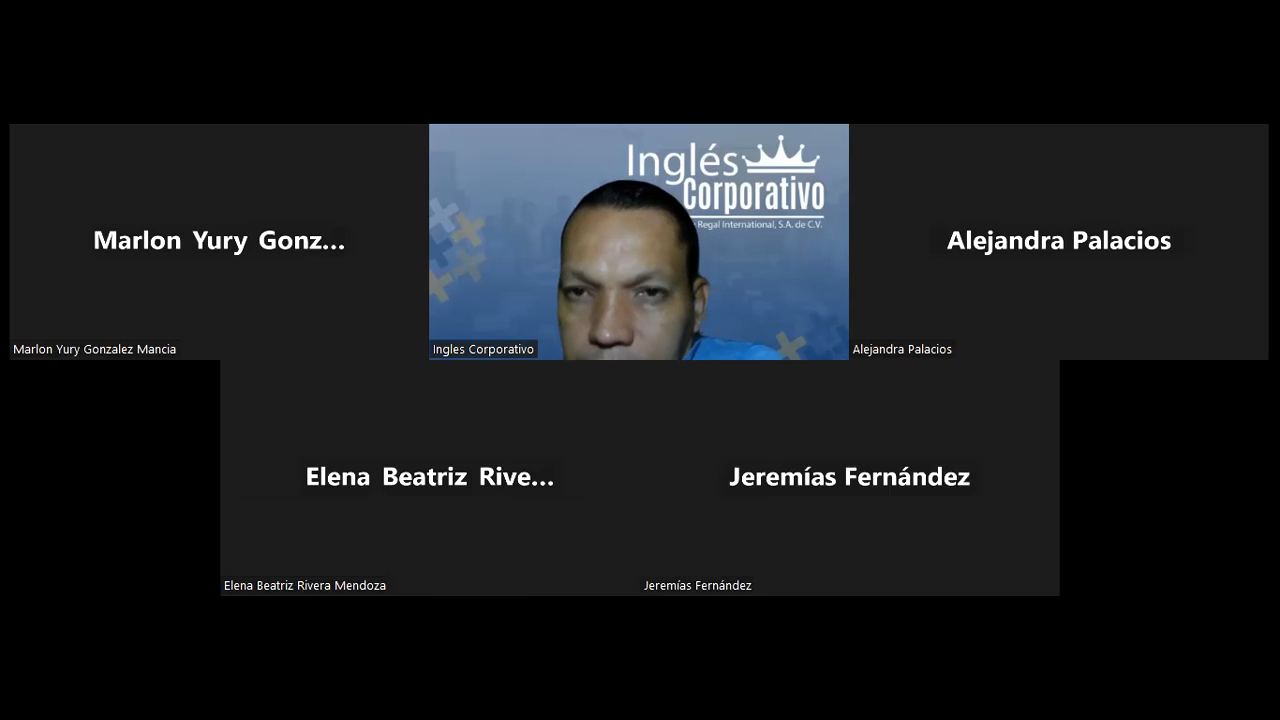 Marlon Yury Gonz...
Marlon Yury Gonzalez Mancia
Inglés
Corporativo
Regal International, S.A. de C.V.
Ingles Corporativo
Alejandra Palacios
Alejandra Palacios
Elena Beatriz Rive...
Elena Beatriz Rivera Mendoza
Jeremías Fernández
Jeremías Fernández